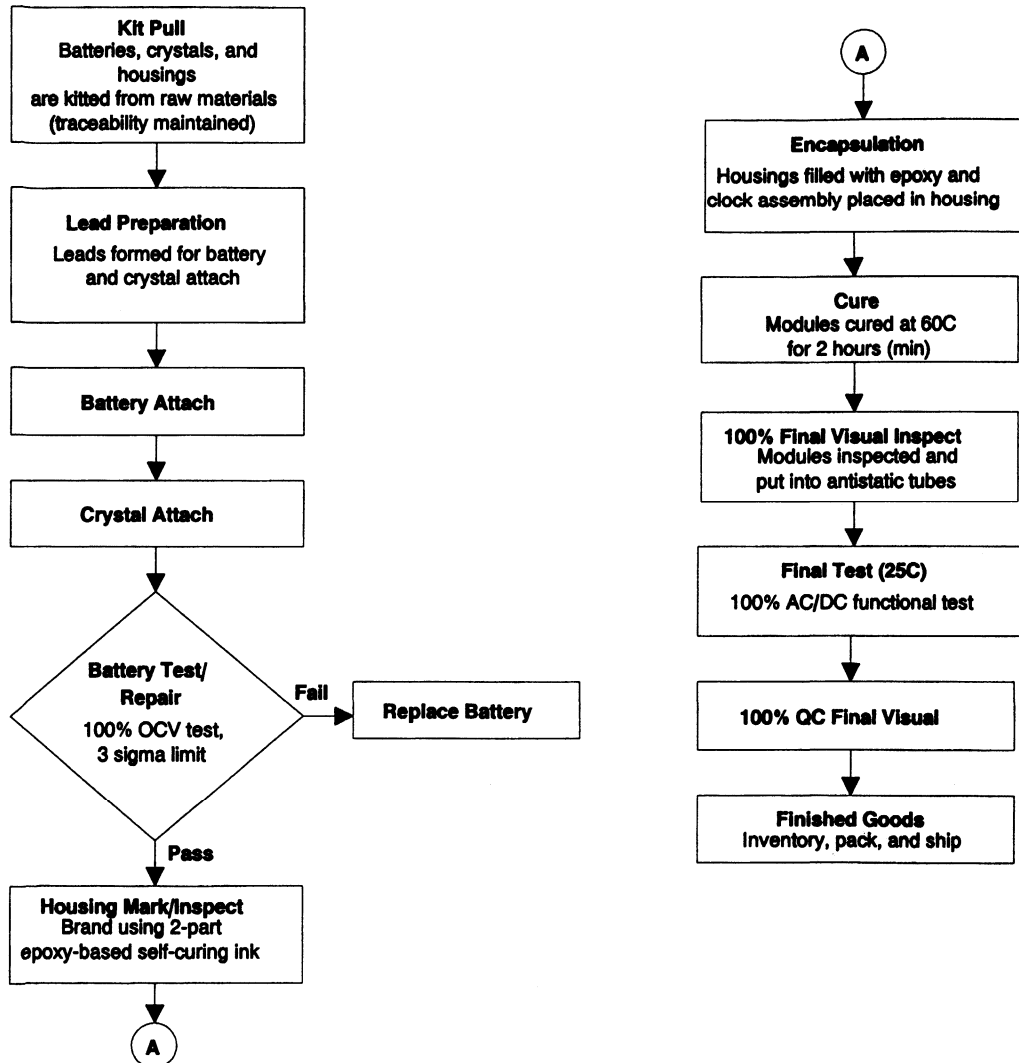 Kit Pull
Batteries, crystals, and
housings
are kitted from raw materials
(traceability maintained)
Lead Preparation
Leads formed for battery
and crystal attach
Battery Attach
Crystal Attach
Battery Test/
Repair
100% OCV test,
3 sigma limit
Fail
Replace Battery
Pass
Housing Mark/Inspect
Brand using 2-part
epoxy-based self-curing ink
A
A
Encapsulation
Housings filled with epoxy and
clock assembly placed in housing
Cure
Modules cured at 60C
for 2 hours (min)
100% Final Visual Inspect
Modules inspected and
put into antistatic tubes
Final Test (25C)
100% AC/DC functional test
100% QC Final Visual
Finished Goods
Inventory, pack, and ship